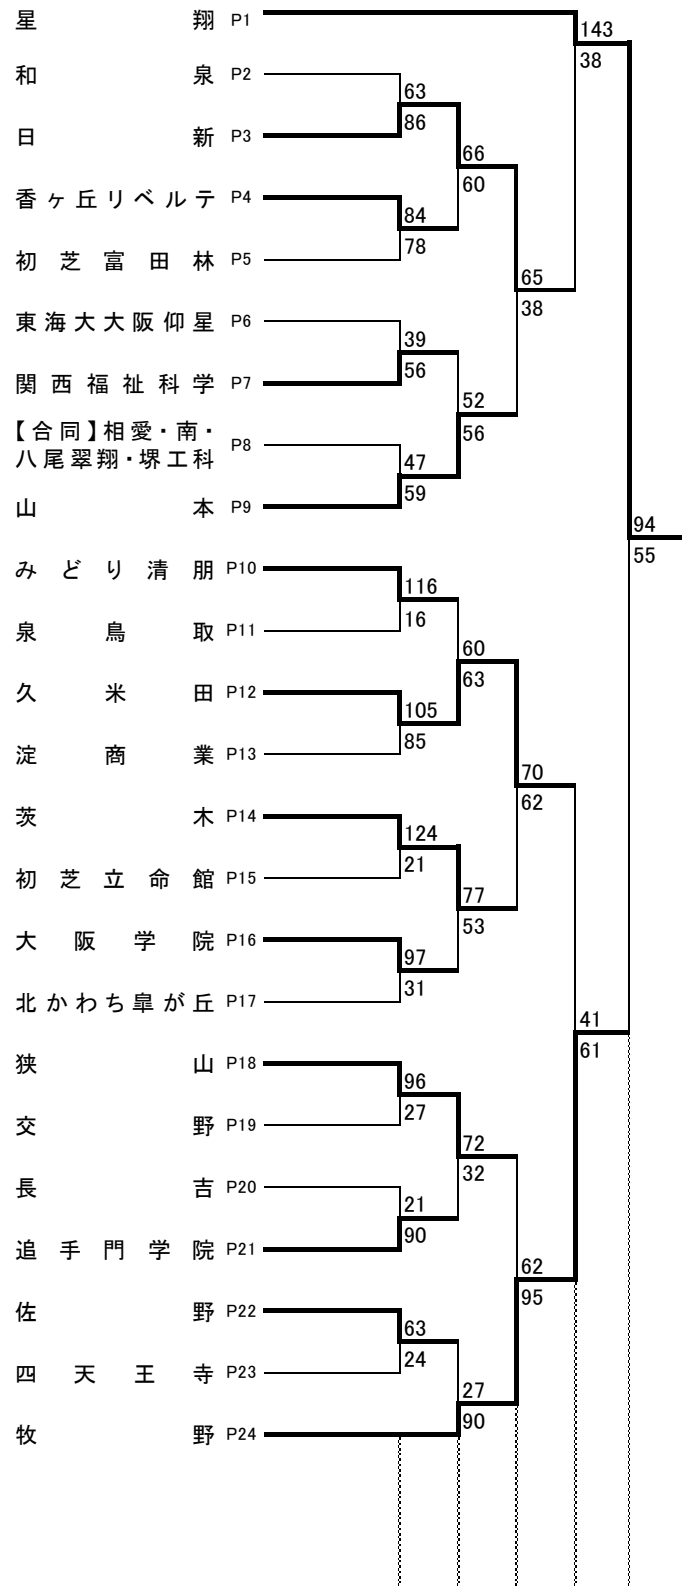 星翔 P1
143
38
和泉 P2
63
86
日新 P3
66
60
香ヶ丘リベルテ P4
84
78
初芝富田林 P5
65
38
東海大大阪仰星 P6
39
56
関西福祉科学 P7
52
56
【合同】相愛・南・
八尾翠翔・堺工科 P8
47
59
山本 P9
94
55
みどり清朋 P10
116
16
泉鳥取 P11
60
63
久米田 P12
105
85
淀商業 P13
70
62
茨木 P14
124
21
初芝立命館 P15
77
53
大阪学院 P16
97
31
北かわち皐が丘 P17
41
61
狭山 P18
96
27
交野 P19
72
32
長吉 P20
21
90
追手門学院 P21
62
95
佐野 P22
63
24
四天王寺 P23
27
90
牧野 P24